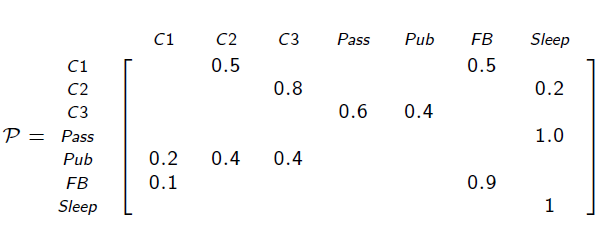 C1 C2 C3 Pass Pub FB Sleep
C1 0.5 0.5
C2 0.8 0.2
C3 0.6 0.4
𝒫 = Pass 1.0
Pub 0.2 0.4 0.4
FB 0.1 0.9
Sleep 1